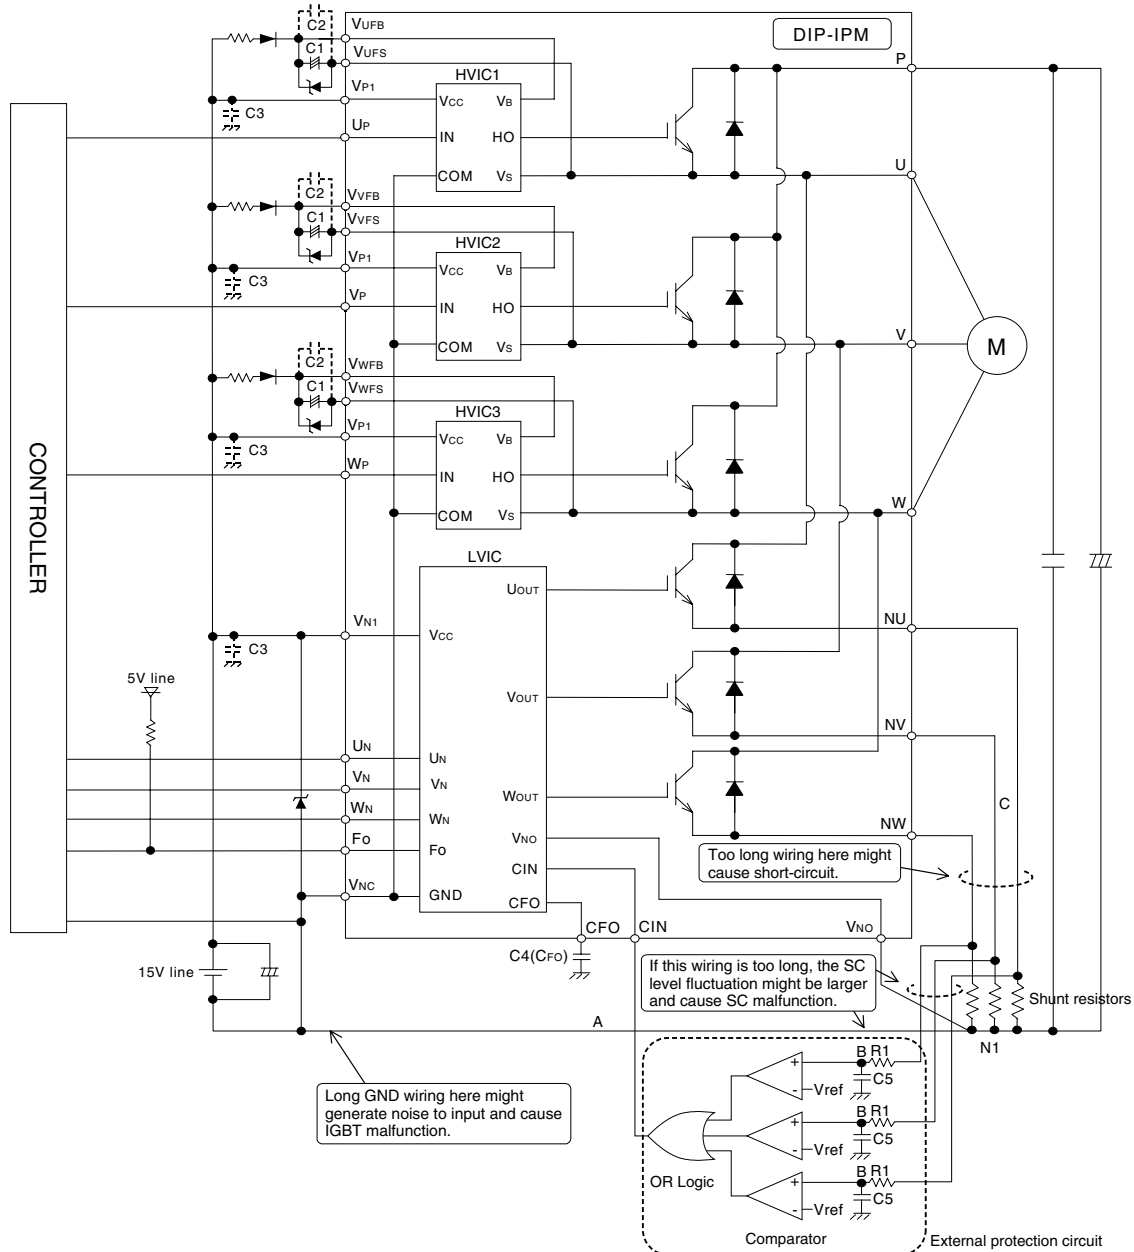 C2
VUFB
DIP-IPM
C1
VUFS
P
HVIC1
VP1
VCC
VB
C3
UP
IN
HO
U
COM
VS
C2
VVFB
C1
VVFS
HVIC2
VP1
VCC
VB
C3
VP
IN
HO
V
COM
VS
M
C2
VWFB
C1
VWFS
HVIC3
VP1
VCC
VB
C3
WP
IN
HO
W
COM
VS
CONTROLLER
LVIC
UOUT
NU
VN1
VCC
C3
5V line
VOUT
NV
UN
UN
VN
VN
WOUT
C
WN
WN
NW
VNO
Fo
Fo
Too long wiring here might
cause short-circuit.
CIN
VNC
GND
CFO
CFO
CIN
VNO
C4(CFO)
15V line
If this wiring is too long, the SC
level fluctuation might be larger
and cause SC malfunction.
Shunt resistors
A
N1
Long GND wiring here might
generate noise to input and cause
IGBT malfunction.
+
B
R1
C5
-
Vref
+
B
R1
C5
-
Vref
OR Logic
+
B
R1
C5
-
Vref
Comparator
External protection circuit